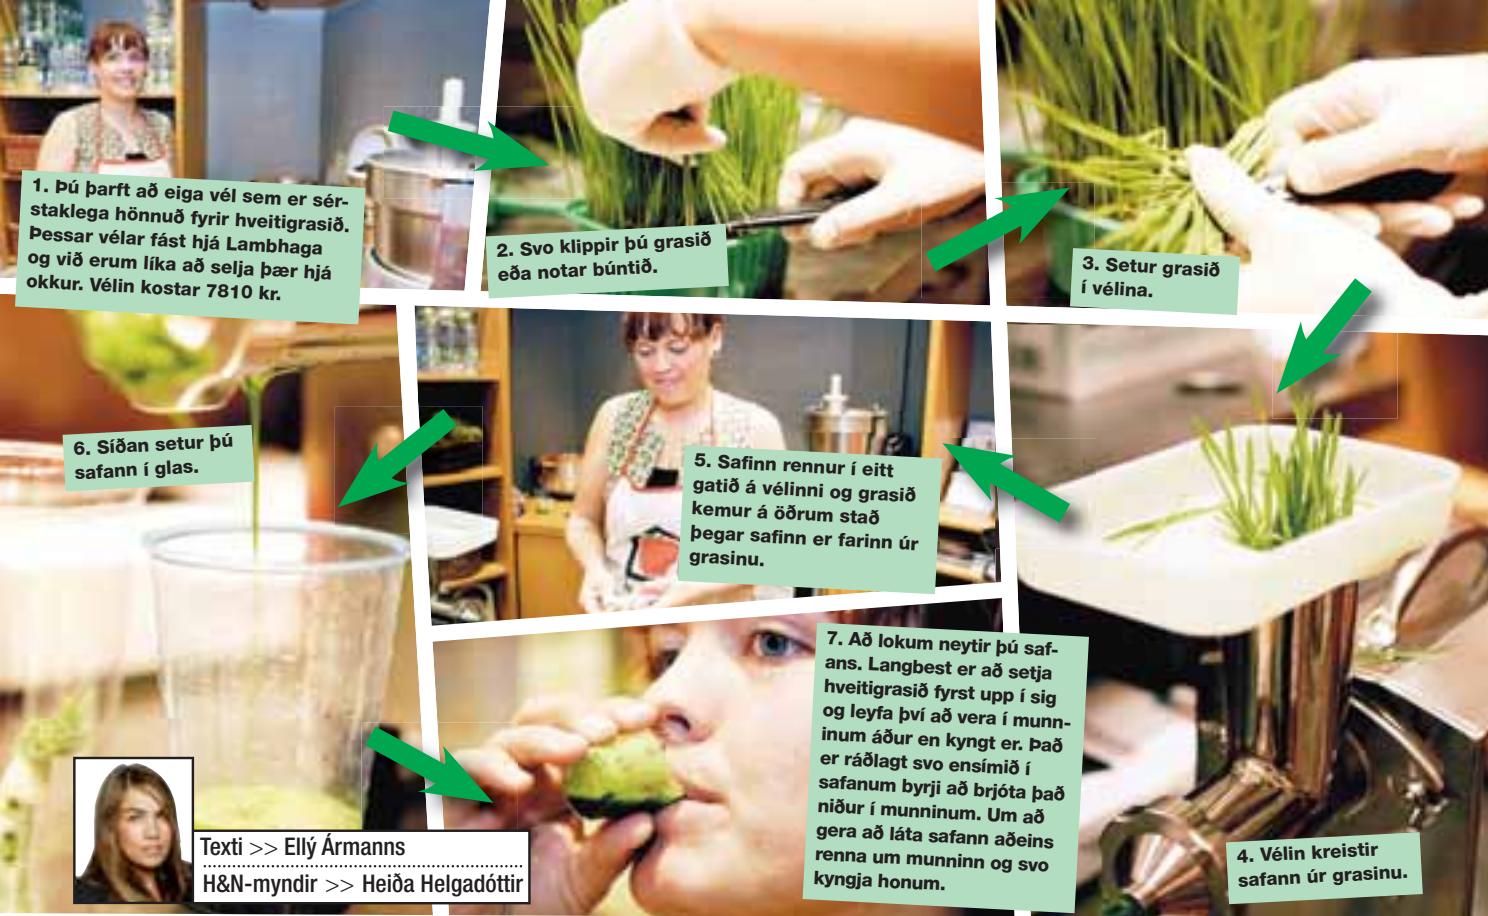 1. Þú þarft að eiga vél sem er sér-
staklega hönnuð fyrir hveitigrasið.
Þessar vélar fást hjá Lambhaga
og við erum líka að selja þær hjá
okkur. Vélin kostar 7810 kr.
2. Svo klippir þú grasið
eða notar búntið.
3. Setur grasið
í vélina.
4. Vélin kreistir
safann úr grasinu.
5. Safinn rennur í eitt
gatið á vélinni og grasið
kemur á öðrum stað
þegar safinn er farinn úr
grasinu.
6. Síðan setur þú
safann í glas.
7. Að lokum neytir þú saf-
ans. Langbest er að setja
hveitigrasið fyrst upp í sig
og leyfa því að vera í munn-
inum áður en kyngt er. Það
er ráðlagt svo ensímið í
safanum byrji að brjóta það
niður í munninum. Um að
gera að láta safann aðeins
renna um munninn og svo
kyngja honum.
Texti >> Ellý Ármanns
H&N-myndir >> Heiða Helgadóttir